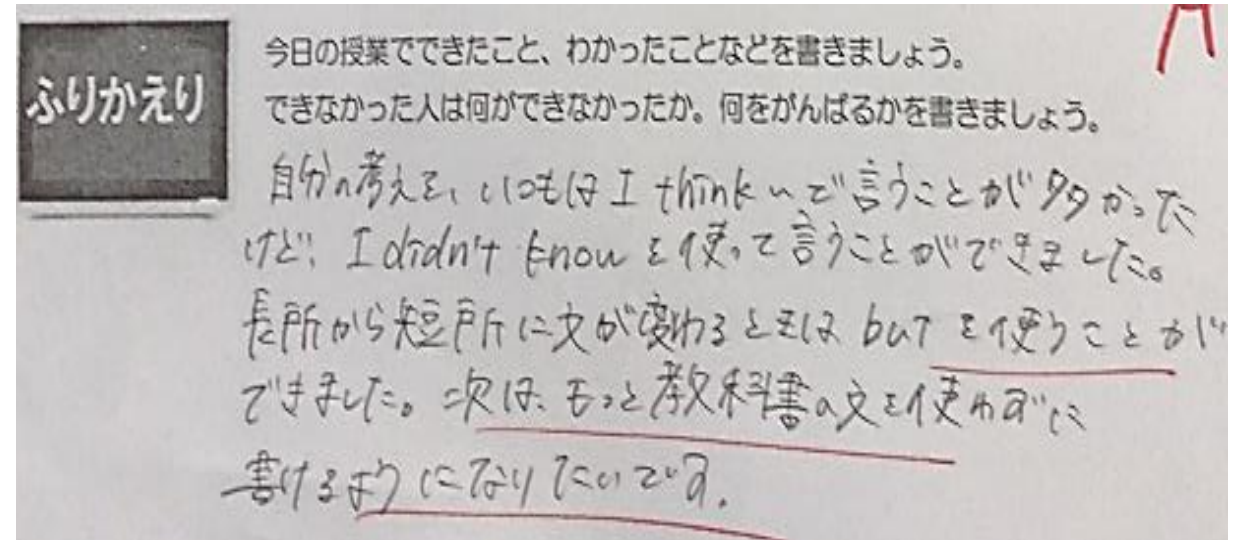 ふりかえり
今日の授業でできたこと、わかったことなどを書きましょう。
できなかった人は何ができなかったか。何をがんばるかを書きましょう。
A
自分の考えを、いつもは I think 〜で言うことが多かった
けど、I didn't know を使って言うことができました。
長所から短所に文が変わるときは but を使うことが
できました。次は、もっと教科書の文を使わずに
書けるようになりたいです。